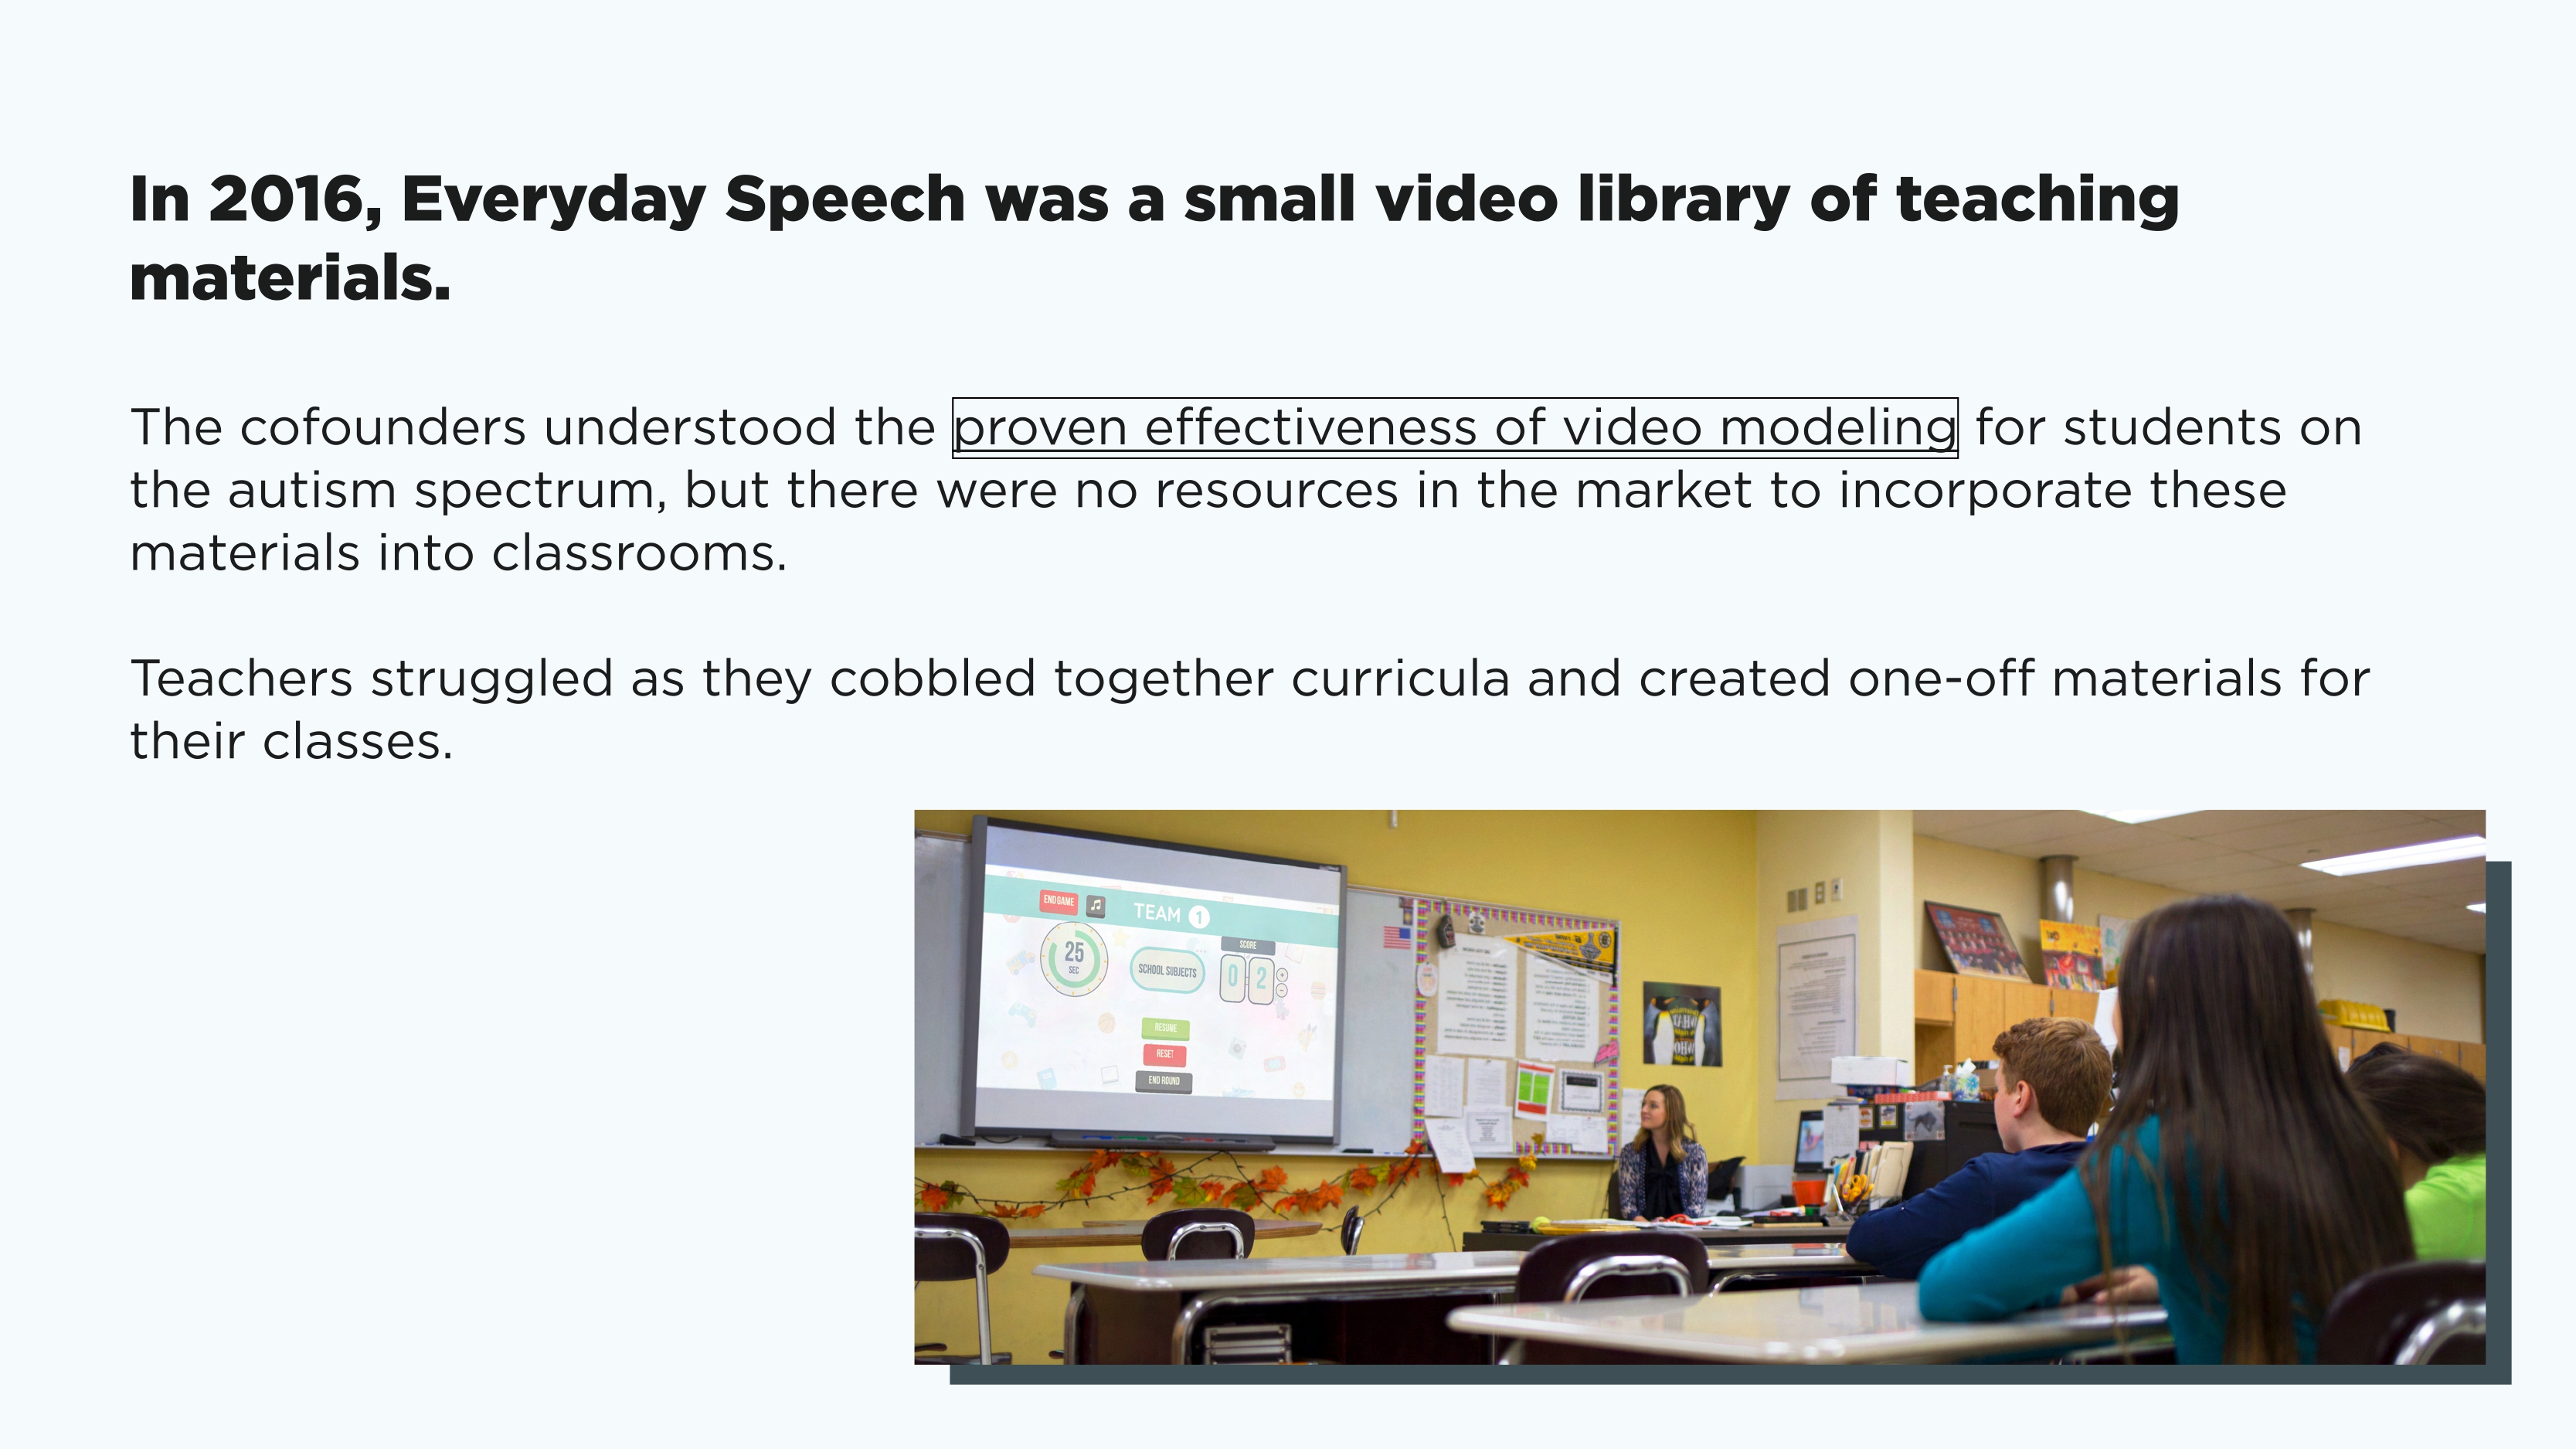 In 2016, Everyday Speech was a small video library of teaching
materials.
The cofounders understood the proven effectiveness of video modeling for students on
the autism spectrum, but there were no resources in the market to incorporate these
materials into classrooms.
Teachers struggled as they cobbled together curricula and created one-off materials for
their classes.
END GAME
TEAM 1
25
SEC
SCHOOL SUBJECTS
SCORE
0 2
RESUME
RESET
END ROUND